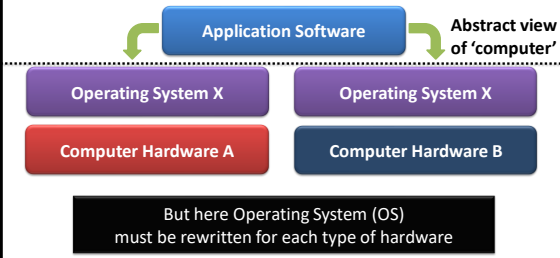 Application Software
Abstract view
of ‘computer’
Operating System X
Operating System X
Computer Hardware A
Computer Hardware B
But here Operating System (OS)
must be rewritten for each type of hardware